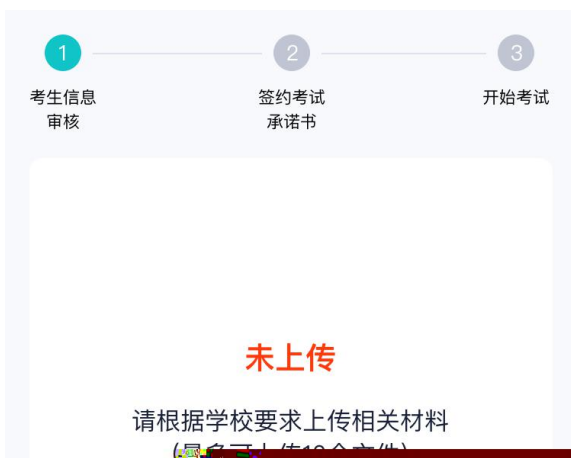 1
2
3
考生信息
审核
签约考试
承诺书
开始考试
未上传
请根据学校要求上传相关材料